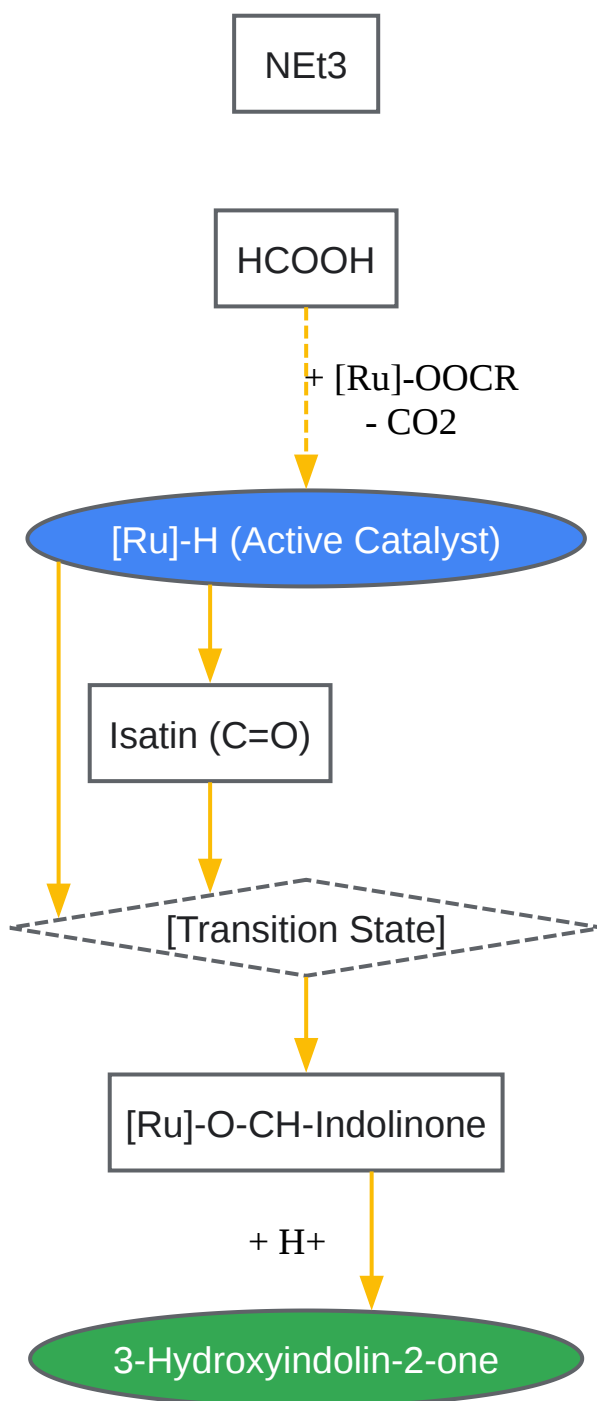 NEt3
HCOOH
+ [Ru]-OOCR
- CO2
[Ru]-H (Active Catalyst)
Isatin (C=O)
[Transition State]
[Ru]-O-CH-Indolinone
+ H+
3-Hydroxyindolin-2-one